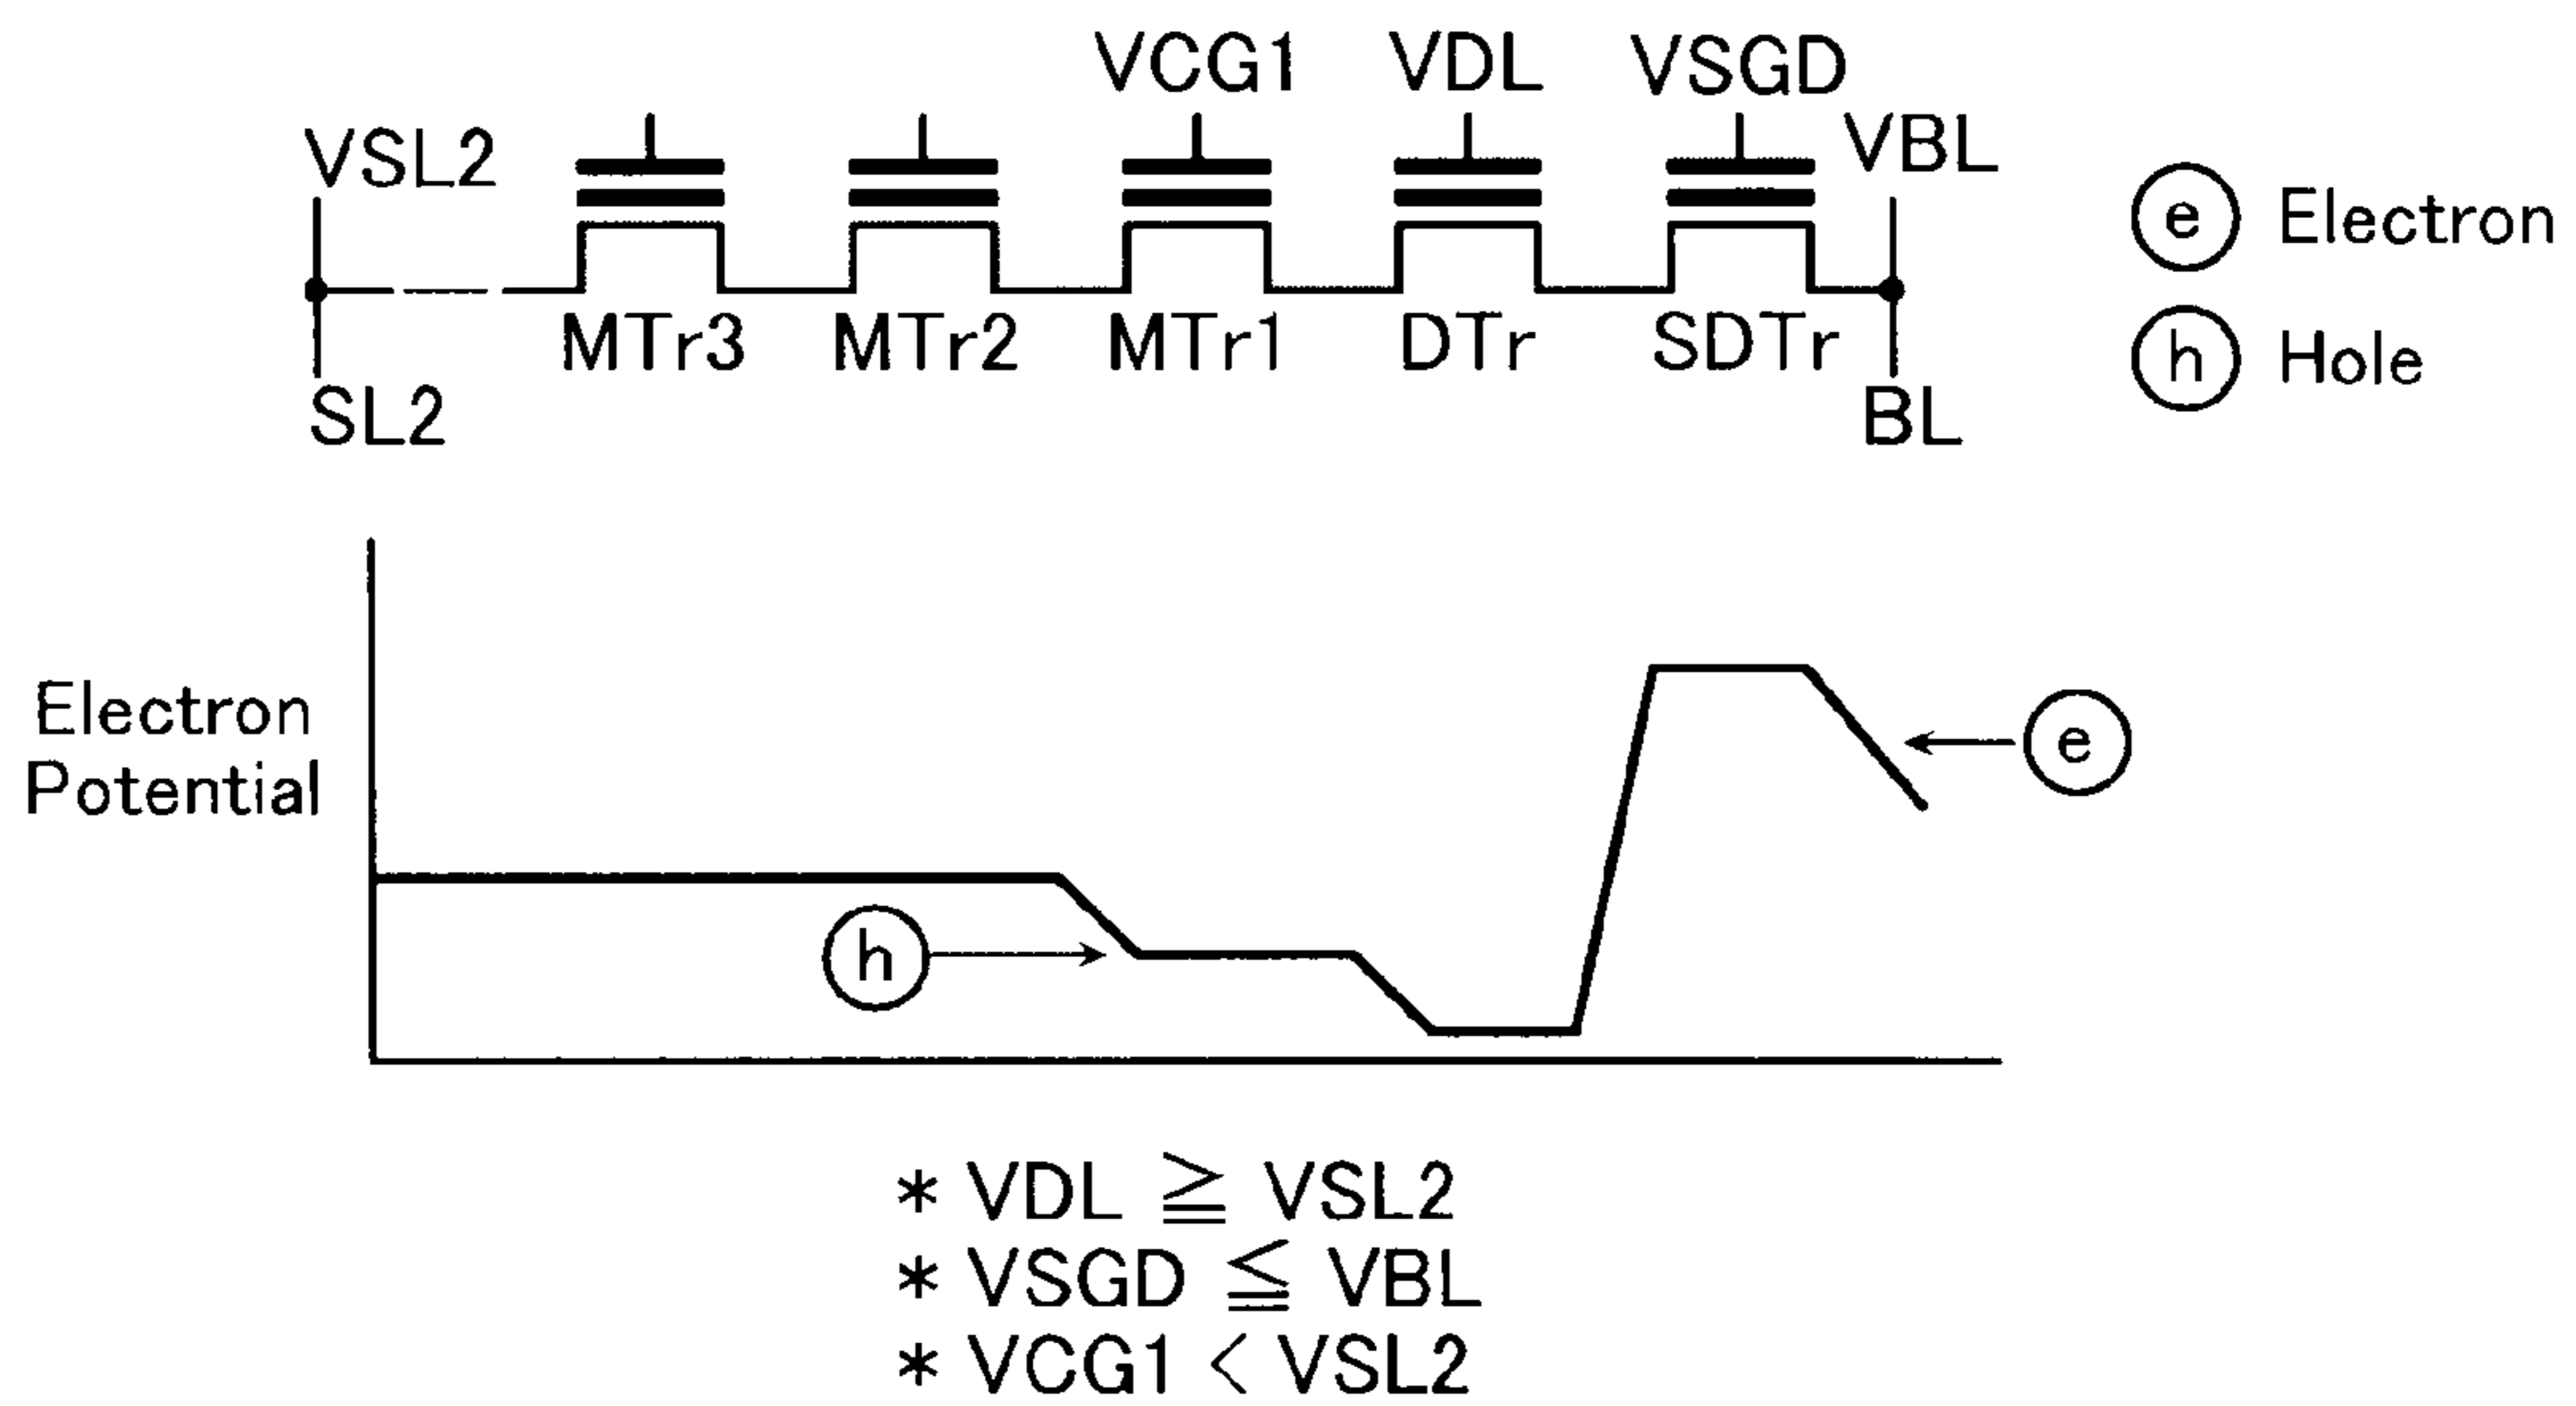 VCG1 VDL VSGD
VSL2 VBL
MTr3 MTr2 MTr1 DTr SDTr
SL2 BL
e Electron
h Hole
Electron
Potential
e
h
* VDL ≧ VSL2
* VSGD ≦ VBL
* VCG1 < VSL2